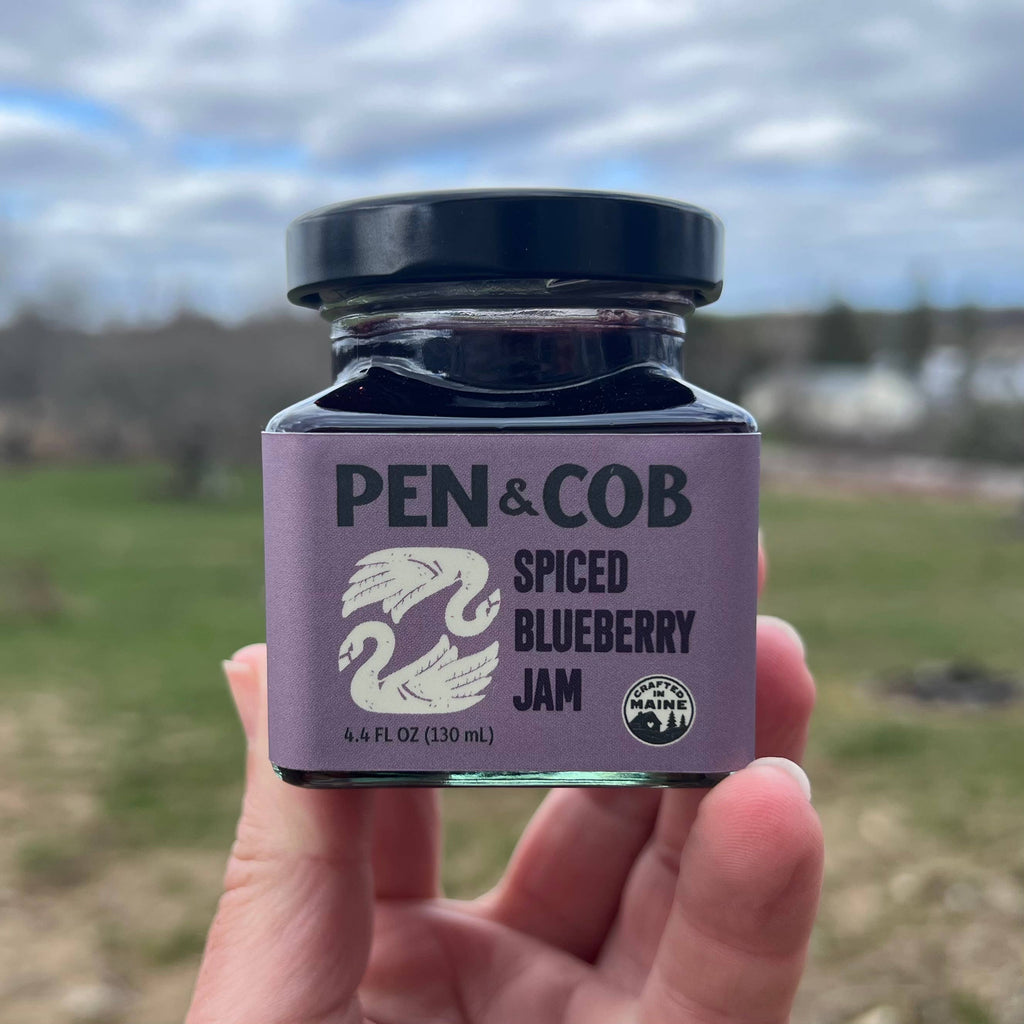 PEN & COB
SPICED
BLUEBERRY
JAM
4.4 FL OZ (130 mL)
CRAFTED
IN
MAINE